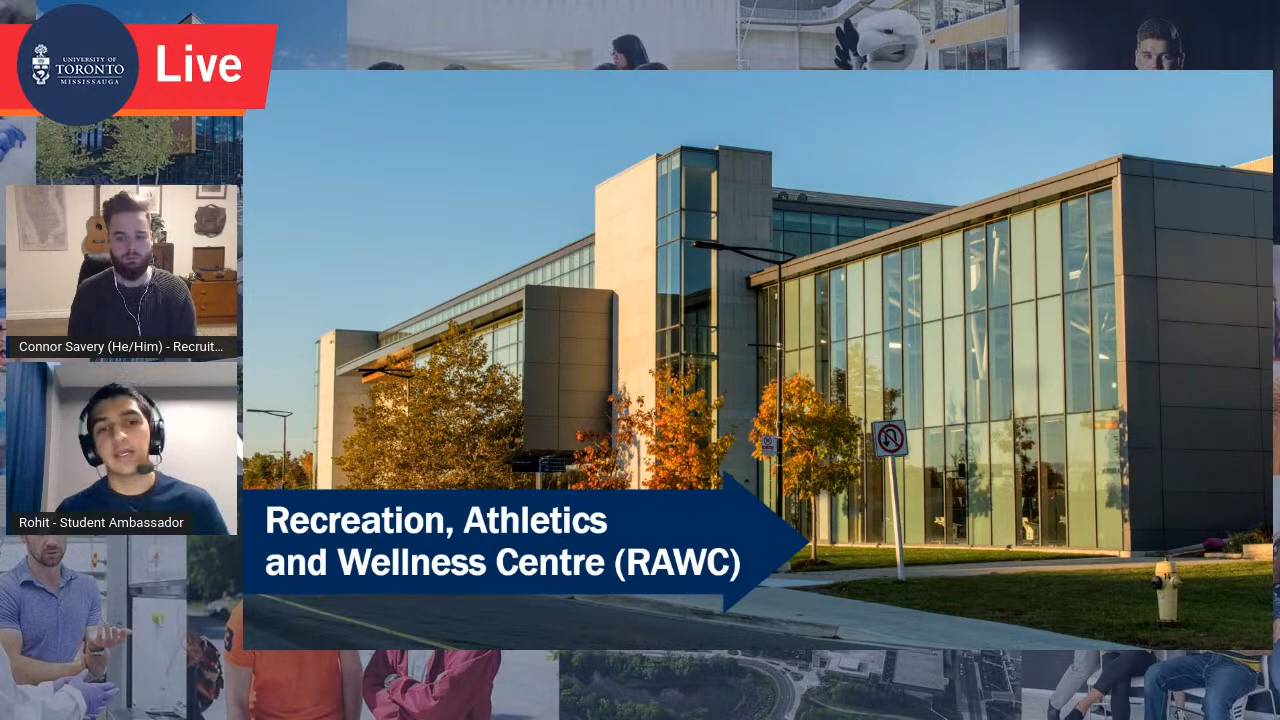 UNIVERSITY OF
TORONTO
MISSISSAUGA
Live
Connor Savery (He/Him) - Recruit...
Rohit - Student Ambassador
Recreation, Athletics
and Wellness Centre (RAWC)